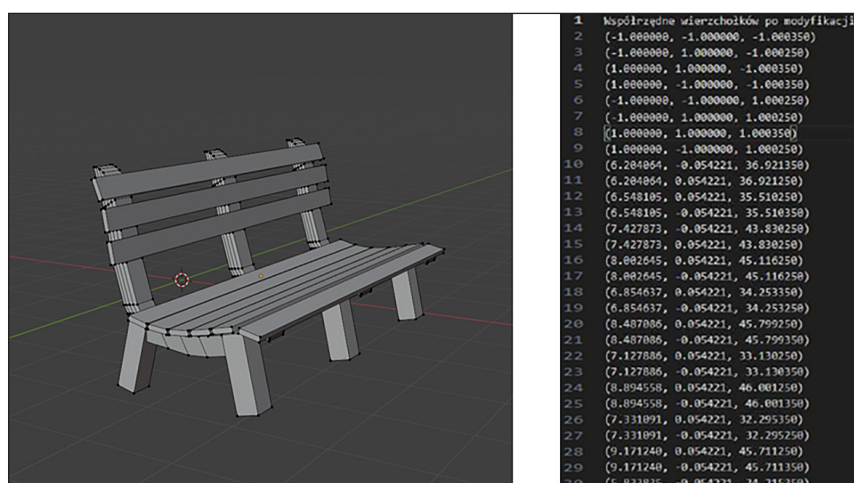 1 Współrzędne wierzchołków po modyfikacji
2 (-1.000000, -1.000000, -1.000350)
3 (-1.000000, 1.000000, -1.000250)
4 (1.000000, 1.000000, -1.000350)
5 (1.000000, -1.000000, -1.000350)
6 (-1.000000, -1.000000, 1.000250)
7 (-1.000000, 1.000000, 1.000250)
8 (1.000000, 1.000000, 1.000350)
9 (1.000000, -1.000000, 1.000250)
10 (6.204064, -0.054221, 36.921350)
11 (6.204064, 0.054221, 36.921250)
12 (6.548105, 0.054221, 35.510250)
13 (6.548105, -0.054221, 35.510350)
14 (7.427873, -0.054221, 43.830250)
15 (7.427873, 0.054221, 43.830250)
16 (8.002645, 0.054221, 45.116250)
17 (8.002645, -0.054221, 45.116250)
18 (6.854637, 0.054221, 34.253350)
19 (6.854637, -0.054221, 34.253250)
20 (8.487086, 0.054221, 45.799250)
21 (8.487086, -0.054221, 45.799350)
22 (7.127886, 0.054221, 33.130250)
23 (7.127886, -0.054221, 33.130350)
24 (8.894558, 0.054221, 46.001250)
25 (8.894558, -0.054221, 46.001350)
26 (7.331091, 0.054221, 32.295350)
27 (7.331091, -0.054221, 32.295250)
28 (9.171240, 0.054221, 45.711250)
29 (9.171240, -0.054221, 45.711350)